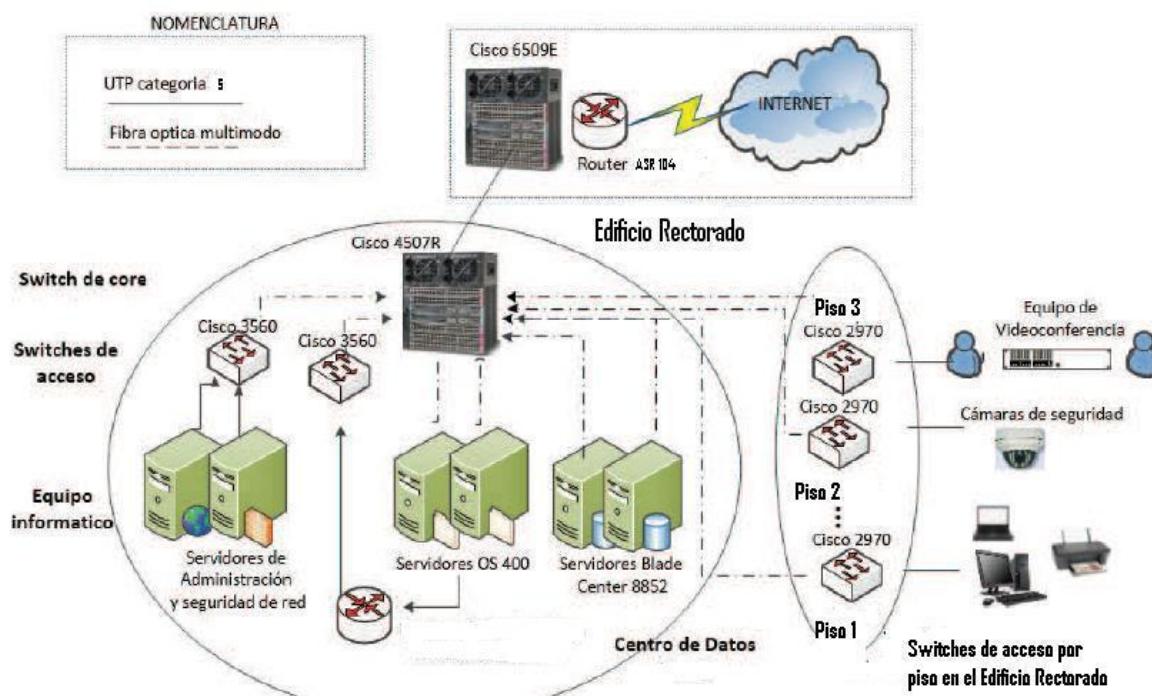 NOMENCLATURA
UTP categoria 5
Fibra optica multimodo
Cisco 6509E
INTERNET
Router ASR 104
Edificio Rectorado
Cisco 4507R
Switch de core
Cisco 3560
Cisco 3560
Switches de
acceso
Piso 3
Cisco 2970
Equipo de
Videoconferencia
Cisco 2970
Cámaras de seguridad
Piso 2
Equipo
informatico
Cisco 2970
Servidores de
Administración
y seguridad de red
Servidores OS 400
Servidores Blade
Center 8852
Piso 1
Centro de Datos
Switches de acceso por
piso en el Edificio Rectorado